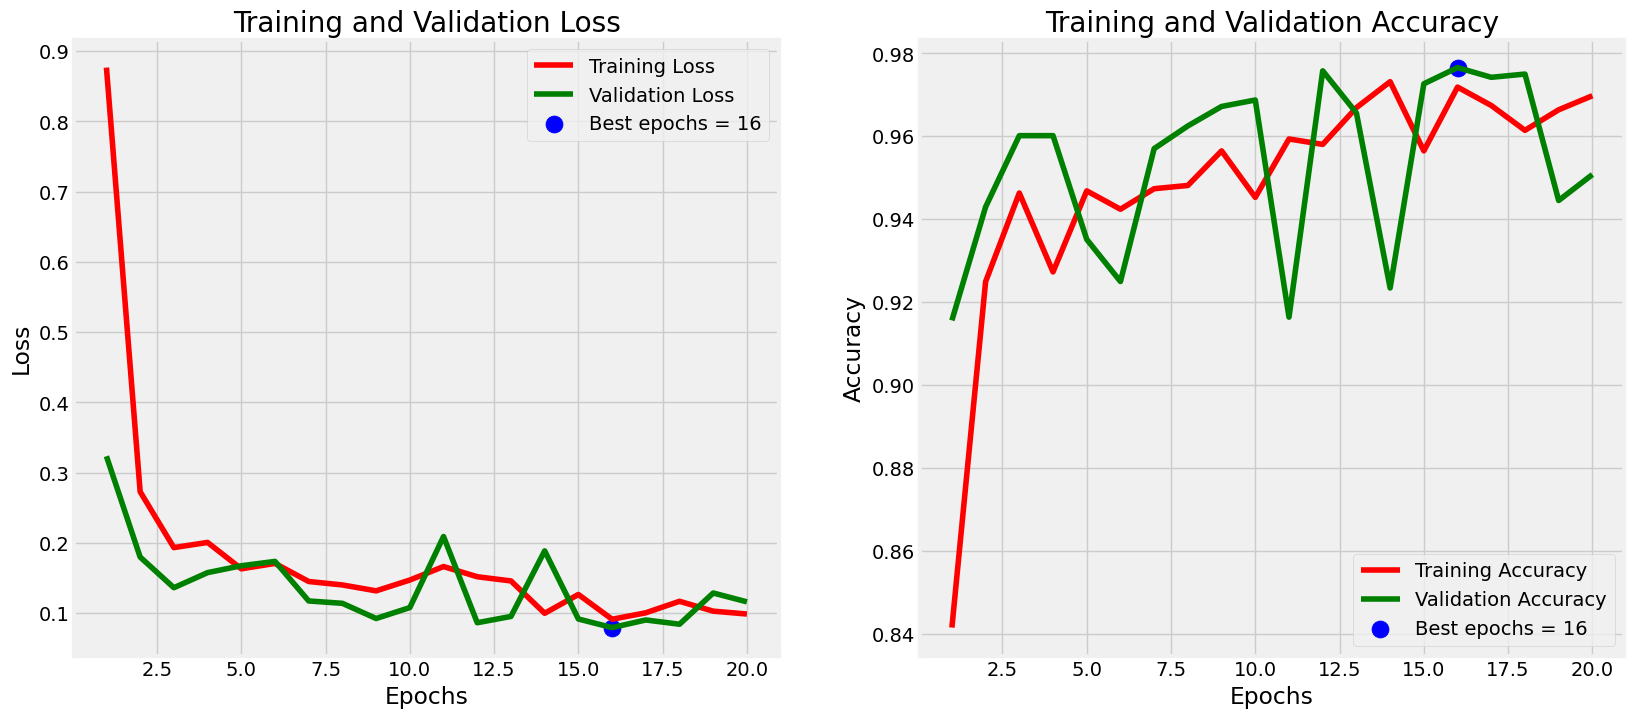 Training and Validation Loss
0.9
0.8
0.7
0.6
0.5
0.4
0.3
0.2
0.1
Loss
Training Loss
Validation Loss
Best epochs = 16
2.5 5.0 7.5 10.0 12.5 15.0 17.5 20.0
Epochs
Training and Validation Accuracy
0.98
0.96
0.94
0.92
0.90
0.88
0.86
0.84
Accuracy
Training Accuracy
Validation Accuracy
Best epochs = 16
2.5 5.0 7.5 10.0 12.5 15.0 17.5 20.0
Epochs